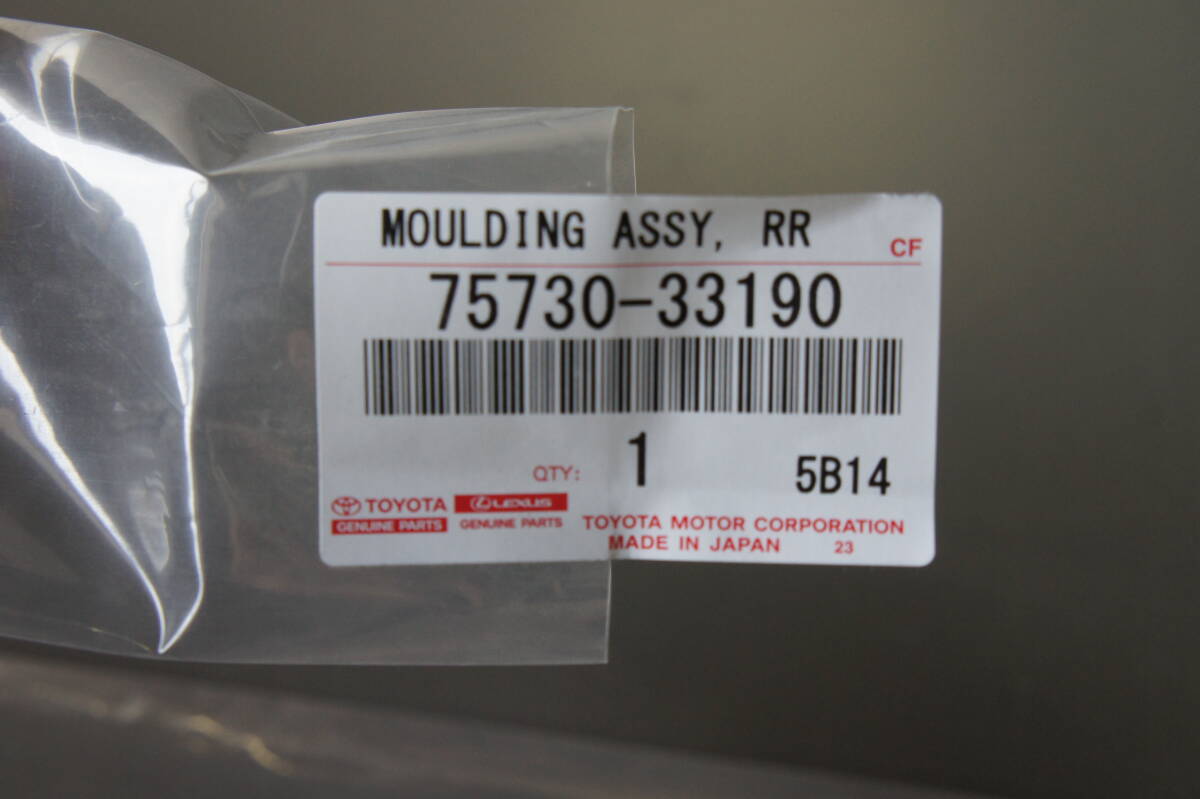 MOULDING ASSY, RR
CF
75730-33190
QTY: 1 5B14
TOYOTA LEXUS
GENUINE PARTS GENUINE PARTS
TOYOTA MOTOR CORPORATION
MADE IN JAPAN 23